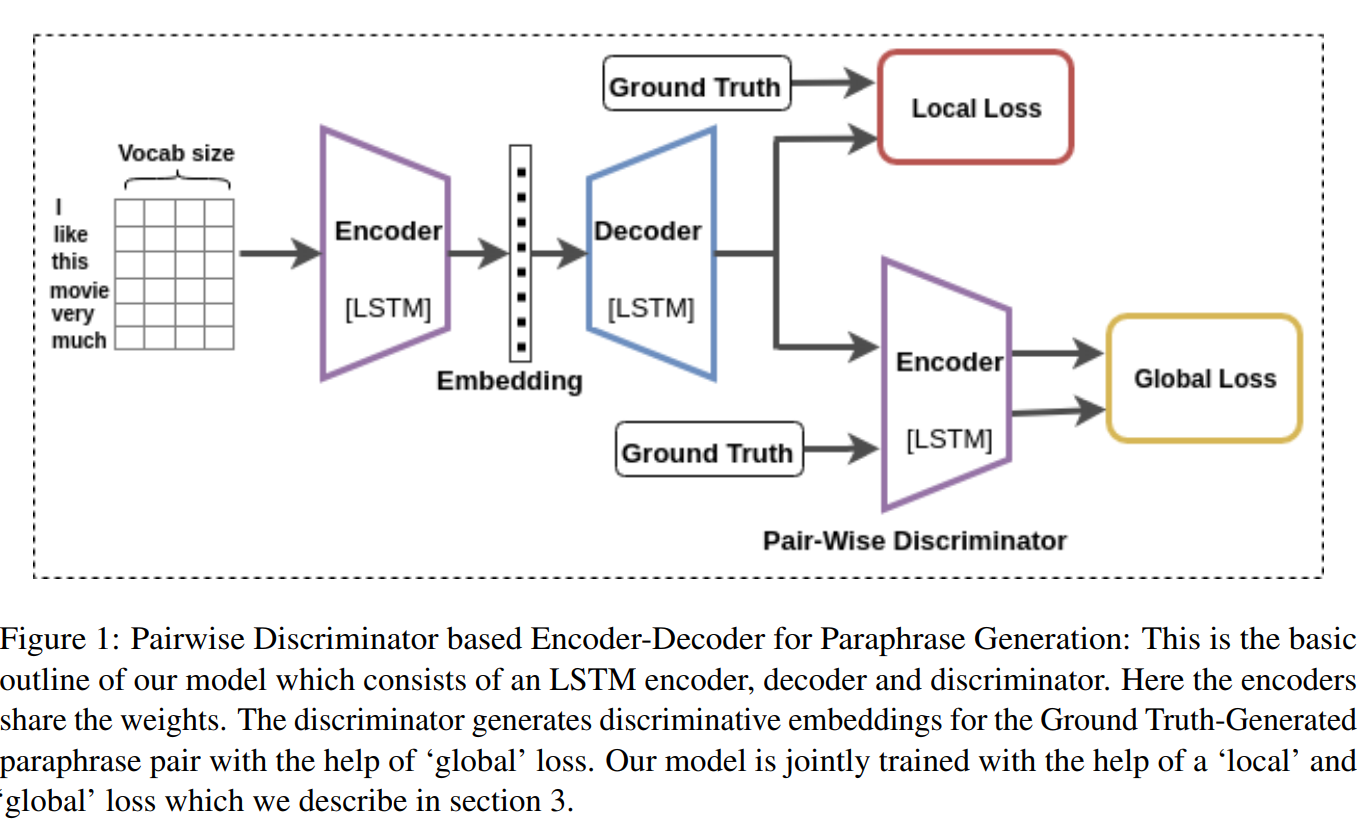 Ground Truth
Local Loss
Vocab size
I
like
this
movie
very
much
Encoder
[LSTM]
Embedding
Decoder
[LSTM]
Encoder
[LSTM]
Global Loss
Ground Truth
Pair-Wise Discriminator
Figure 1: Pairwise Discriminator based Encoder-Decoder for Paraphrase Generation: This is the basic
outline of our model which consists of an LSTM encoder, decoder and discriminator. Here the encoders
share the weights. The discriminator generates discriminative embeddings for the Ground Truth-Generated
paraphrase pair with the help of ‘global’ loss. Our model is jointly trained with the help of a ‘local’ and
‘global’ loss which we describe in section 3.